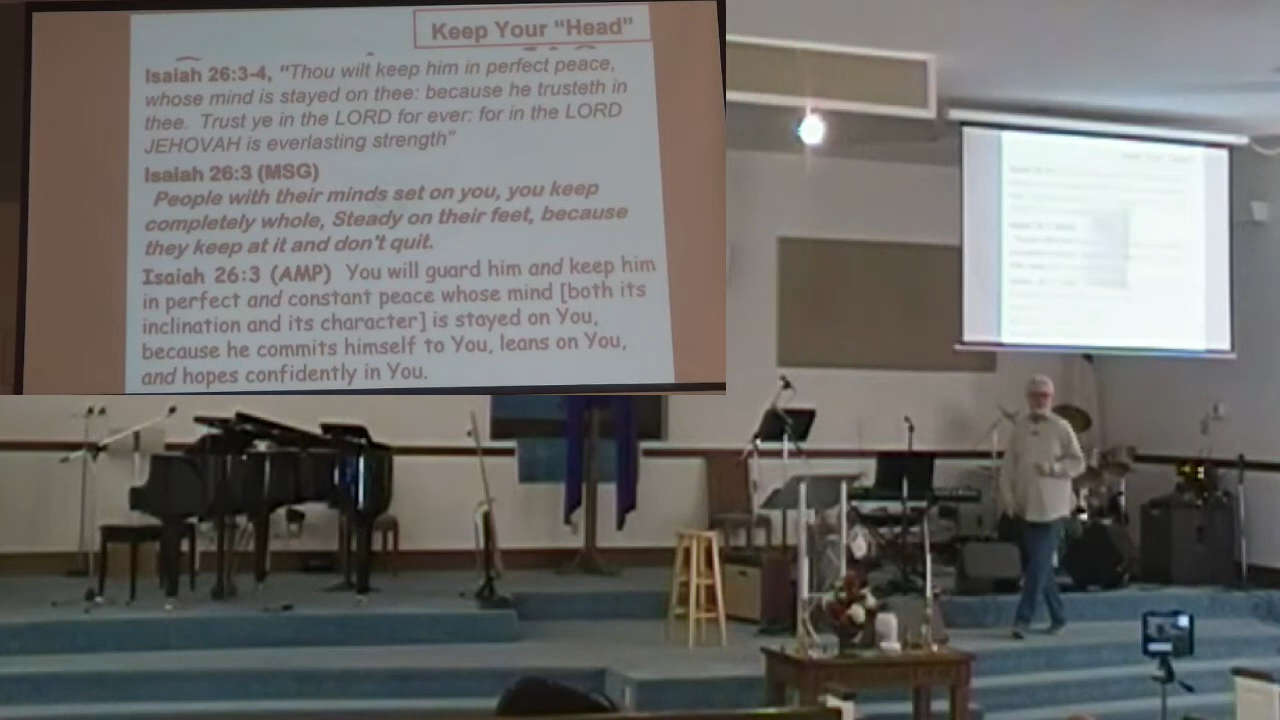 Keep Your “Head”
Isaiah 26:3-4, “Thou wilt keep him in perfect peace,
whose mind is stayed on thee: because he trusteth in
thee. Trust ye in the LORD for ever: for in the LORD
JEHOVAH is everlasting strength”
Isaiah 26:3 (MSG)
People with their minds set on you, you keep
completely whole, Steady on their feet, because
they keep at it and don't quit.
Isaiah 26:3 (AMP) You will guard him and keep him
in perfect and constant peace whose mind [both its
inclination and its character] is stayed on You,
because he commits himself to You, leans on You,
and hopes confidently in You.